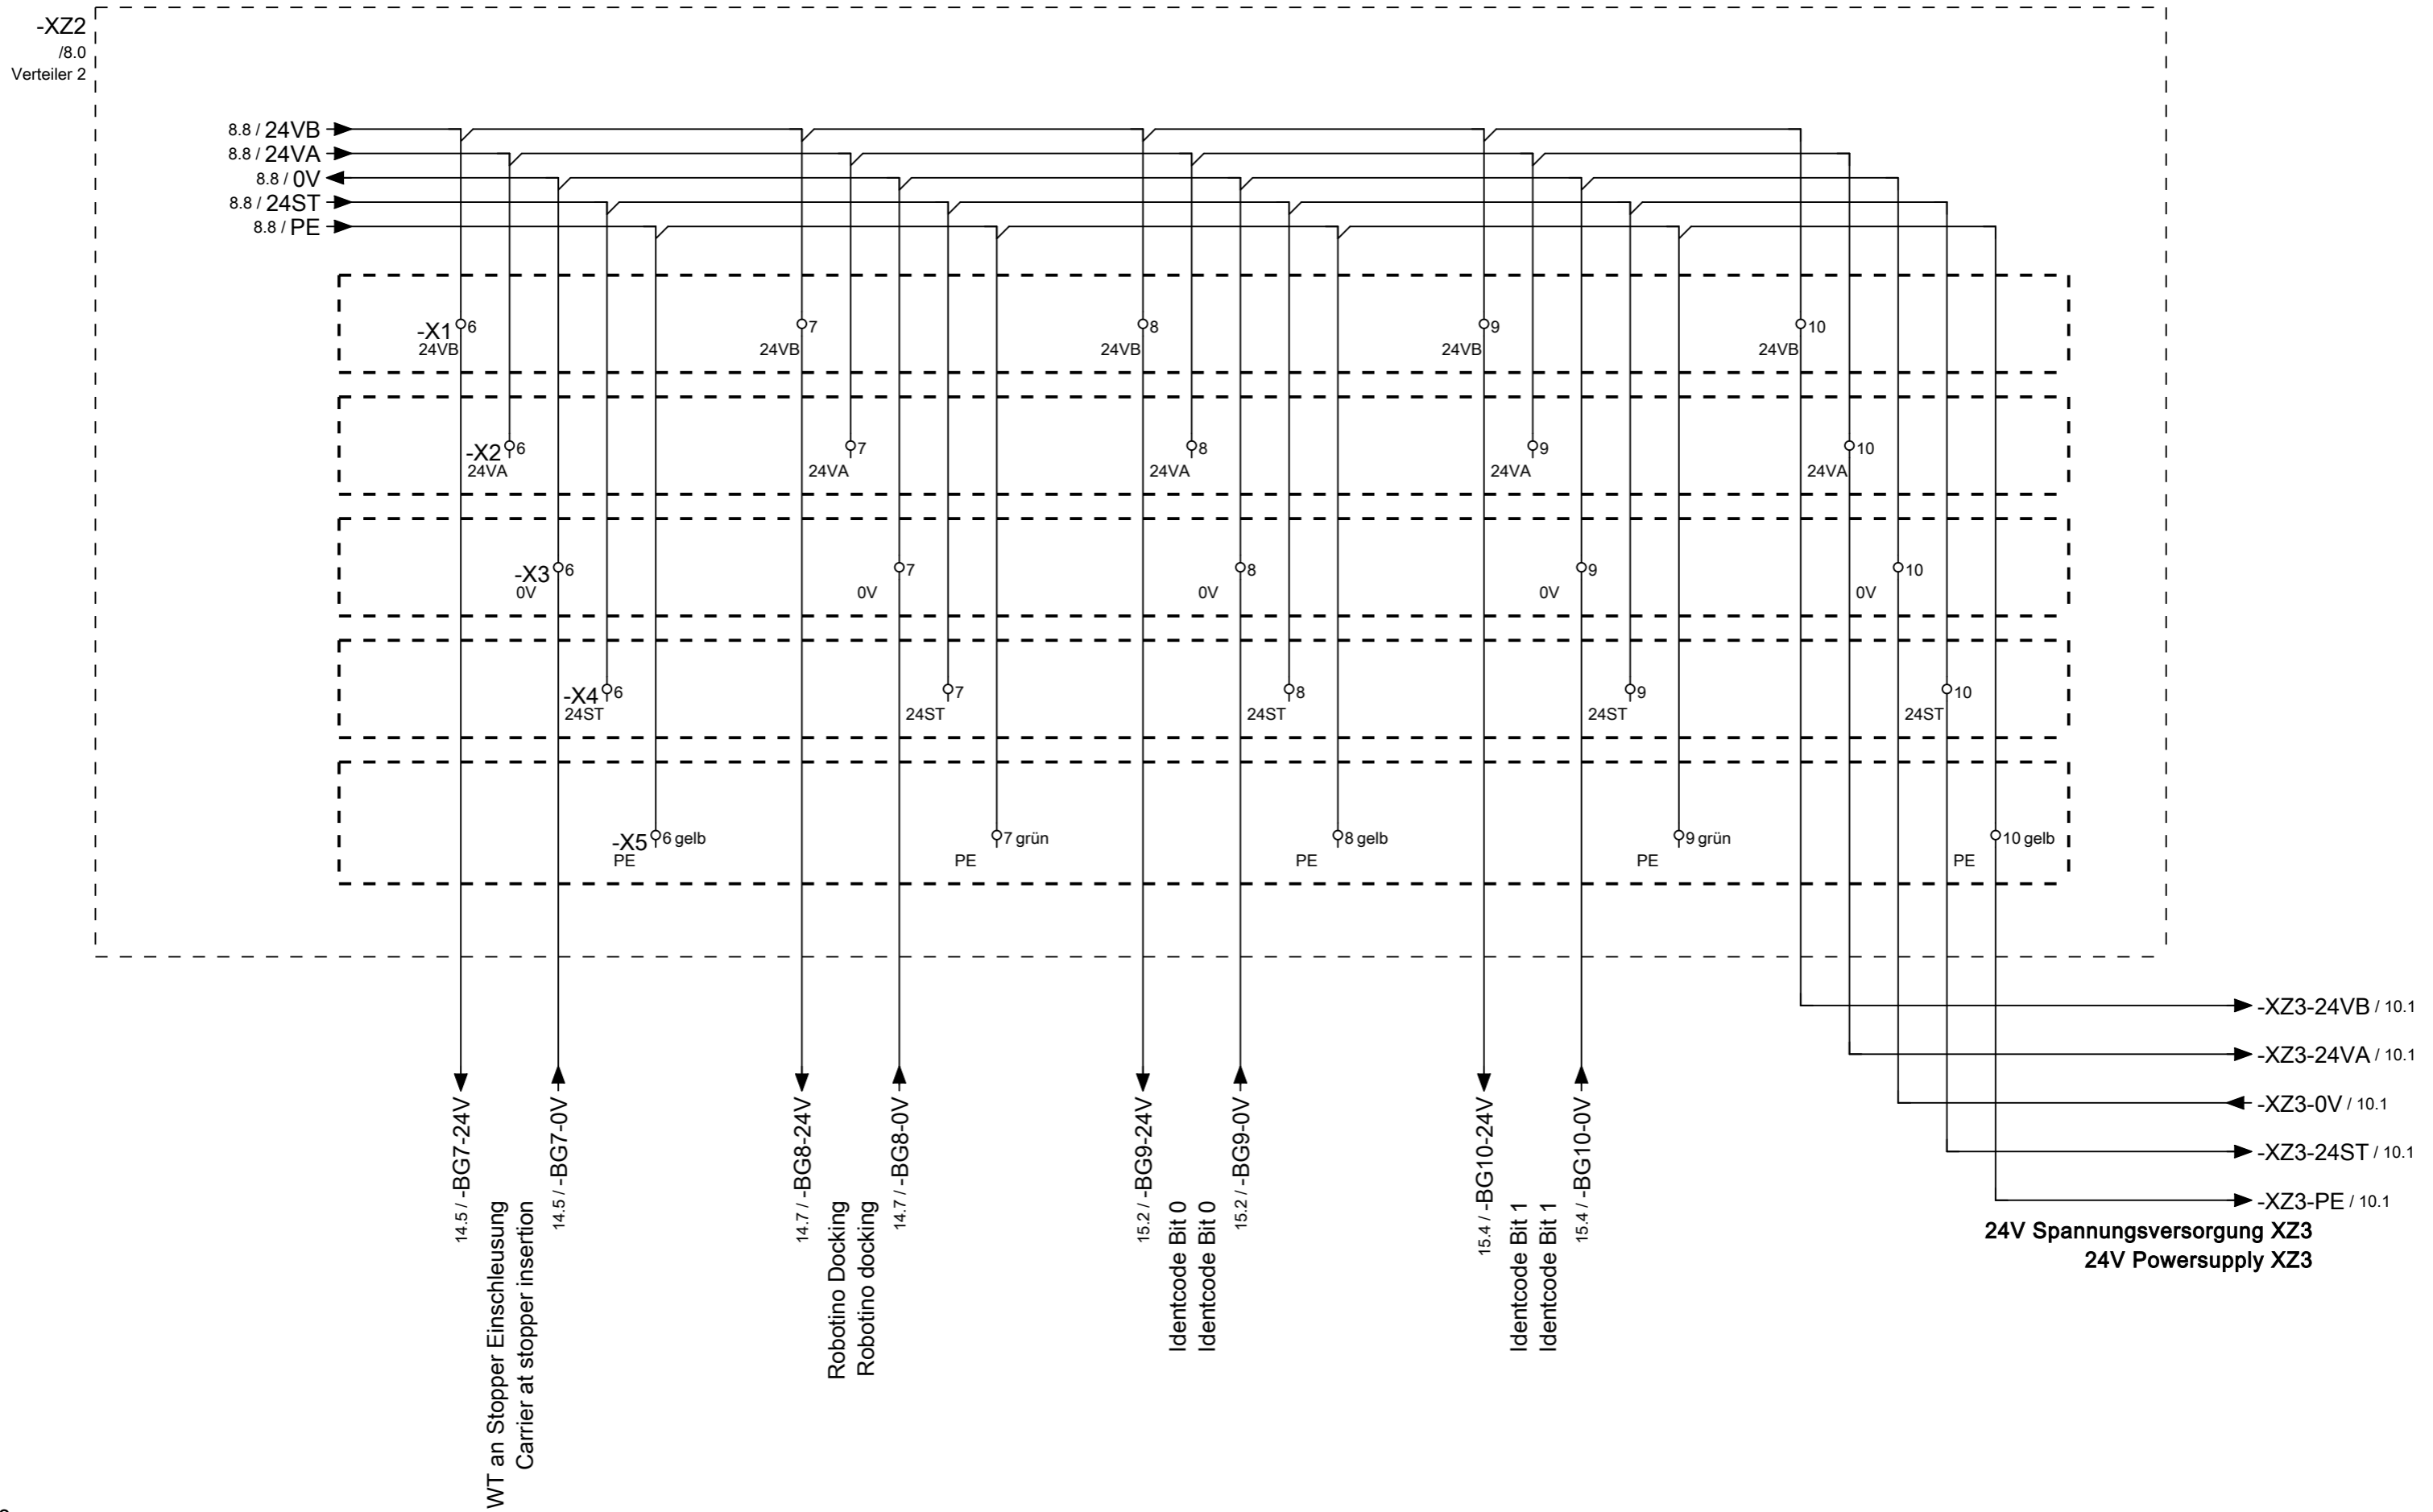 -XZ2
/8.0
Verteiler 2
8.8 / 24VB
8.8 / 24VA
8.8 / 0V
8.8 / 24ST
8.8 / PE
-X1 6 7 8 9 10
24VB 24VB 24VB 24VB 24VB
-X2 6 7 8 9 10
24VA 24VA 24VA 24VA 24VA
-X3 6 7 8 9 10
0V 0V 0V 0V 0V
-X4 6 7 8 9 10
24ST 24ST 24ST 24ST 24ST
-X5 6 gelb 7 grün 8 gelb 9 grün 10 gelb
PE PE PE PE PE
14.5 / -BG7-24V
WT an Stopper Einschleusung
Carrier at stopper insertion
14.5 / -BG7-0V
14.7 / -BG8-24V
Robotino Docking
Robotino docking
14.7 / -BG8-0V
15.2 / -BG9-24V
Identcode Bit 0
Identcode Bit 0
15.2 / -BG9-0V
15.4 / -BG10-24V
Identcode Bit 1
Identcode Bit 1
15.4 / -BG10-0V
-XZ3-24VB / 10.1
-XZ3-24VA / 10.1
-XZ3-0V / 10.1
-XZ3-24ST / 10.1
-XZ3-PE / 10.1
24V Spannungsversorgung XZ3
24V Powersupply XZ3